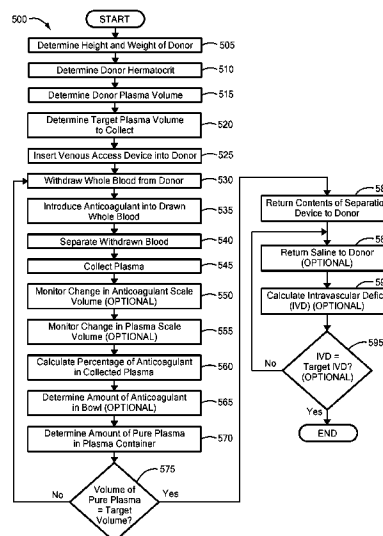 500
START
Determine Height and Weight of Donor
505
Determine Donor Hematocrit
510
Determine Donor Plasma Volume
515
Determine Target Plasma Volume
to Collect
520
Insert Venous Access Device into Donor
525
Withdraw Whole Blood from Donor
530
Introduce Anticoagulant into Drawn
Whole Blood
535
Separate Withdrawn Blood
540
Collect Plasma
545
Monitor Change in Anticoagulant Scale
Volume (OPTIONAL)
550
Monitor Change in Plasma Scale
Volume (OPTIONAL)
555
Calculate Percentage of Anticoagulant
in Collected Plasma
560
Determine Amount of Anticoagulant
in Bowl (OPTIONAL)
565
Determine Amount of Pure Plasma
in Plasma Container
570
575
Volume of
Pure Plasma
= Target
Volume?
No
Yes
58
Return Contents of Separation
Device to Donor
58
Return Saline to Donor
(OPTIONAL)
59
Calculate Intravascular Defic
(IVD) (OPTIONAL)
595
IVD =
Target IVD?
(OPTIONAL)
No
Yes
END